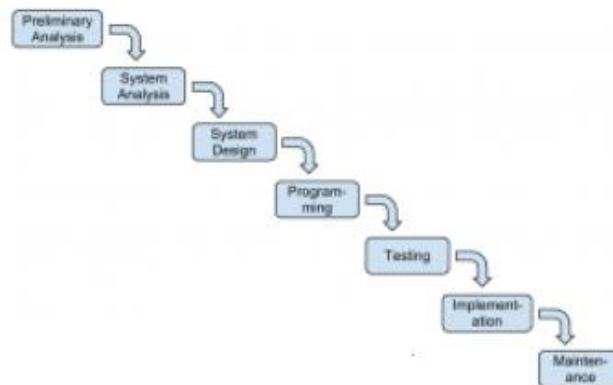 Preliminary
Analysis
System
Analysis
System
Design
Program-
ming
Testing
Implement-
ation
Mainten-
ance